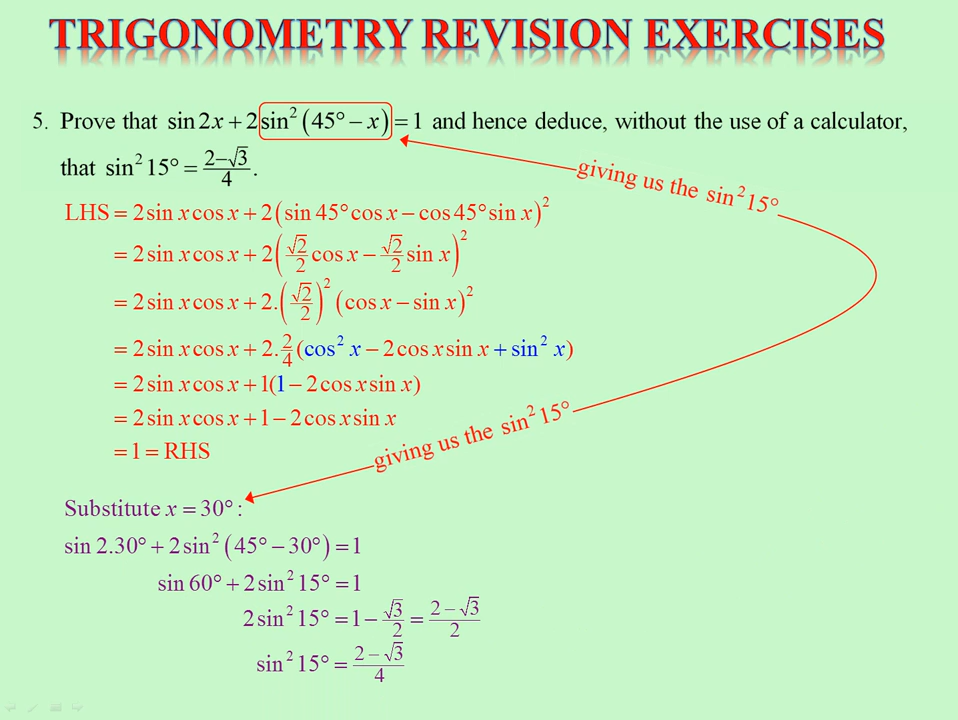 TRIGONOMETRY REVISION EXERCISES
5. Prove that sin 2x + 2 sin² (45° − x) = 1 and hence deduce, without the use of a calculator,
that sin² 15° = (2−√3)/4 .
giving us the sin² 15°
LHS = 2 sin x cos x + 2 (sin 45° cos x − cos 45° sin x)²
= 2 sin x cos x + 2 (√2/2 cos x − √2/2 sin x)²
= 2 sin x cos x + 2. (√2/2)² (cos x − sin x)²
= 2 sin x cos x + 2. 2/4 (cos² x − 2 cos x sin x + sin² x)
= 2 sin x cos x + 1(1 − 2 cos x sin x)
= 2 sin x cos x + 1 − 2 cos x sin x
= 1 = RHS
giving us the sin² 15°
Substitute x = 30° :
sin 2.30° + 2 sin² (45° − 30°) = 1
sin 60° + 2 sin² 15° = 1
2 sin² 15° = 1 − √3/2 = (2 − √3)/2
sin² 15° = (2 − √3)/4